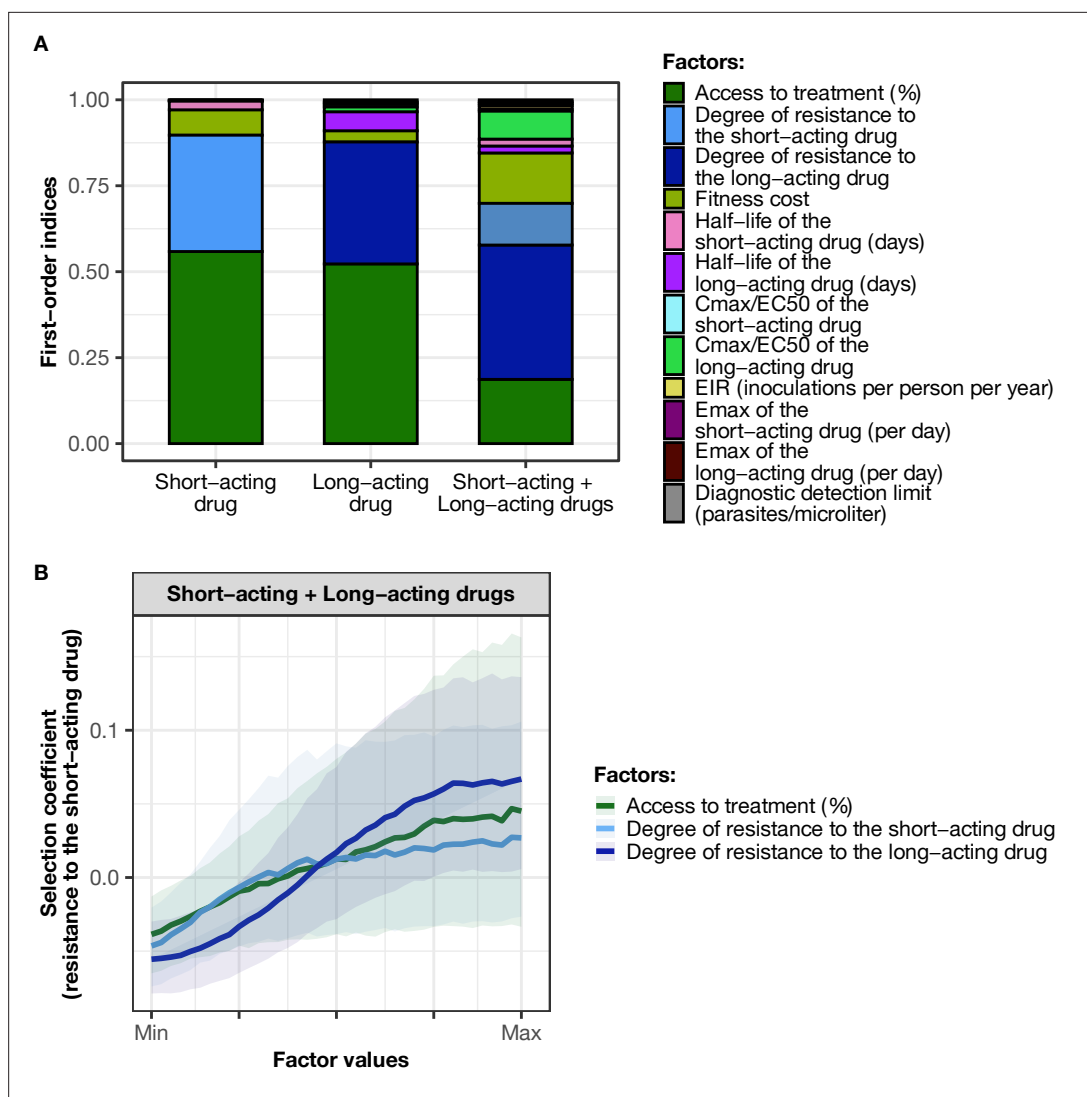 A
Factors:
1.00
0.75
0.50
0.25
0.00
First−order indices
Short−acting
drug
Long−acting
drug
Short−acting +
Long−acting drugs
Access to treatment (%)
Degree of resistance to
the short−acting drug
Degree of resistance to
the long−acting drug
Fitness cost
Half−life of the
short−acting drug (days)
Half−life of the
long−acting drug (days)
Cmax/EC50 of the
short−acting drug
Cmax/EC50 of the
long−acting drug
EIR (inoculations per person per year)
Emax of the
short−acting drug (per day)
Emax of the
long−acting drug (per day)
Diagnostic detection limit
(parasites/microliter)
B
Short−acting + Long−acting drugs
Selection coefficient
(resistance to the short−acting drug)
0.1
0.0
Min
Max
Factor values
Factors:
Access to treatment (%)
Degree of resistance to the short−acting drug
Degree of resistance to the long−acting drug